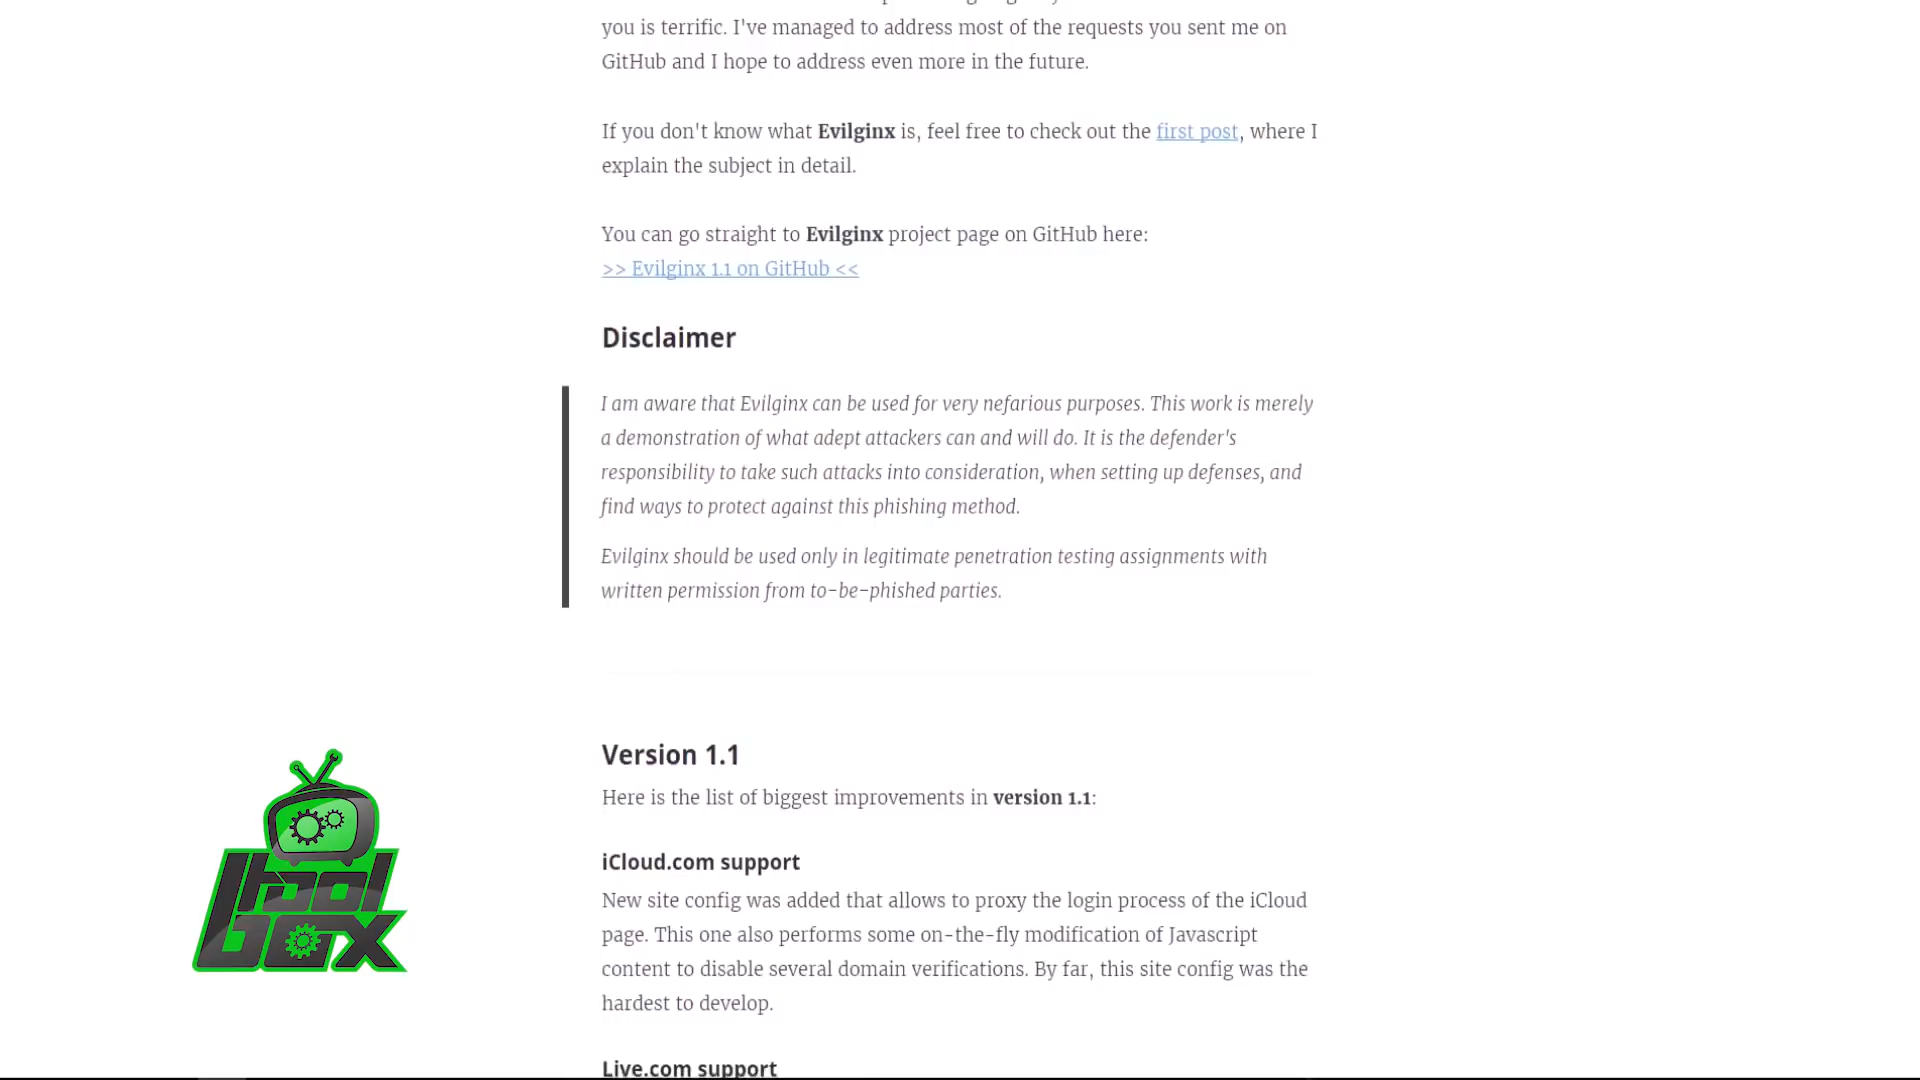 you is terrific. I've managed to address most of the requests you sent me on
GitHub and I hope to address even more in the future.
If you don't know what Evilginx is, feel free to check out the first post, where I
explain the subject in detail.
You can go straight to Evilginx project page on GitHub here:
>> Evilginx 1.1 on GitHub <<
Disclaimer
I am aware that Evilginx can be used for very nefarious purposes. This work is merely
a demonstration of what adept attackers can and will do. It is the defender's
responsibility to take such attacks into consideration, when setting up defenses, and
find ways to protect against this phishing method.
Evilginx should be used only in legitimate penetration testing assignments with
written permission from to-be-phished parties.
Version 1.1
Here is the list of biggest improvements in version 1.1:
iCloud.com support
New site config was added that allows to proxy the login process of the iCloud
page. This one also performs some on-the-fly modification of Javascript
content to disable several domain verifications. By far, this site config was the
hardest to develop.
Live.com support